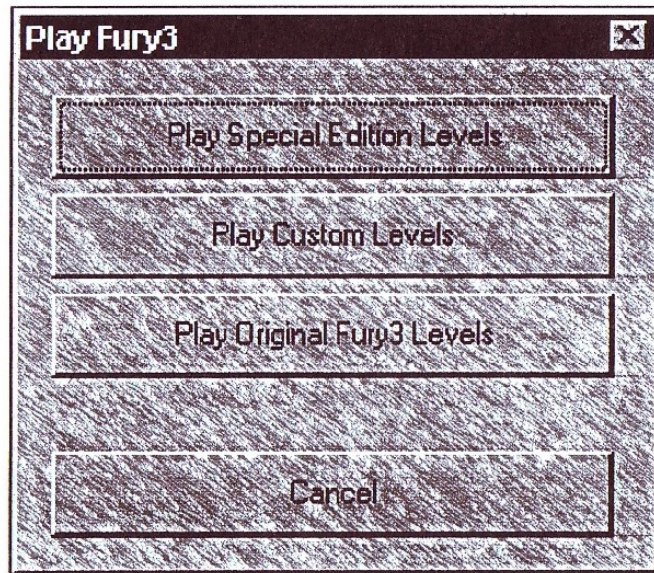 Play Fury3
Play Special Edition Levels
Play Custom Levels
Play Original Fury3 Levels
Cancel